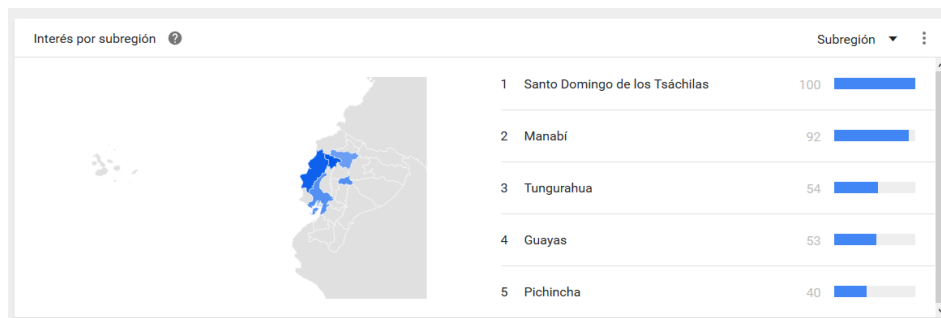 Interés por subregión ?
Subregión
1 Santo Domingo de los Tsáchilas 100
2 Manabí 92
3 Tungurahua 54
4 Guayas 53
5 Pichincha 40